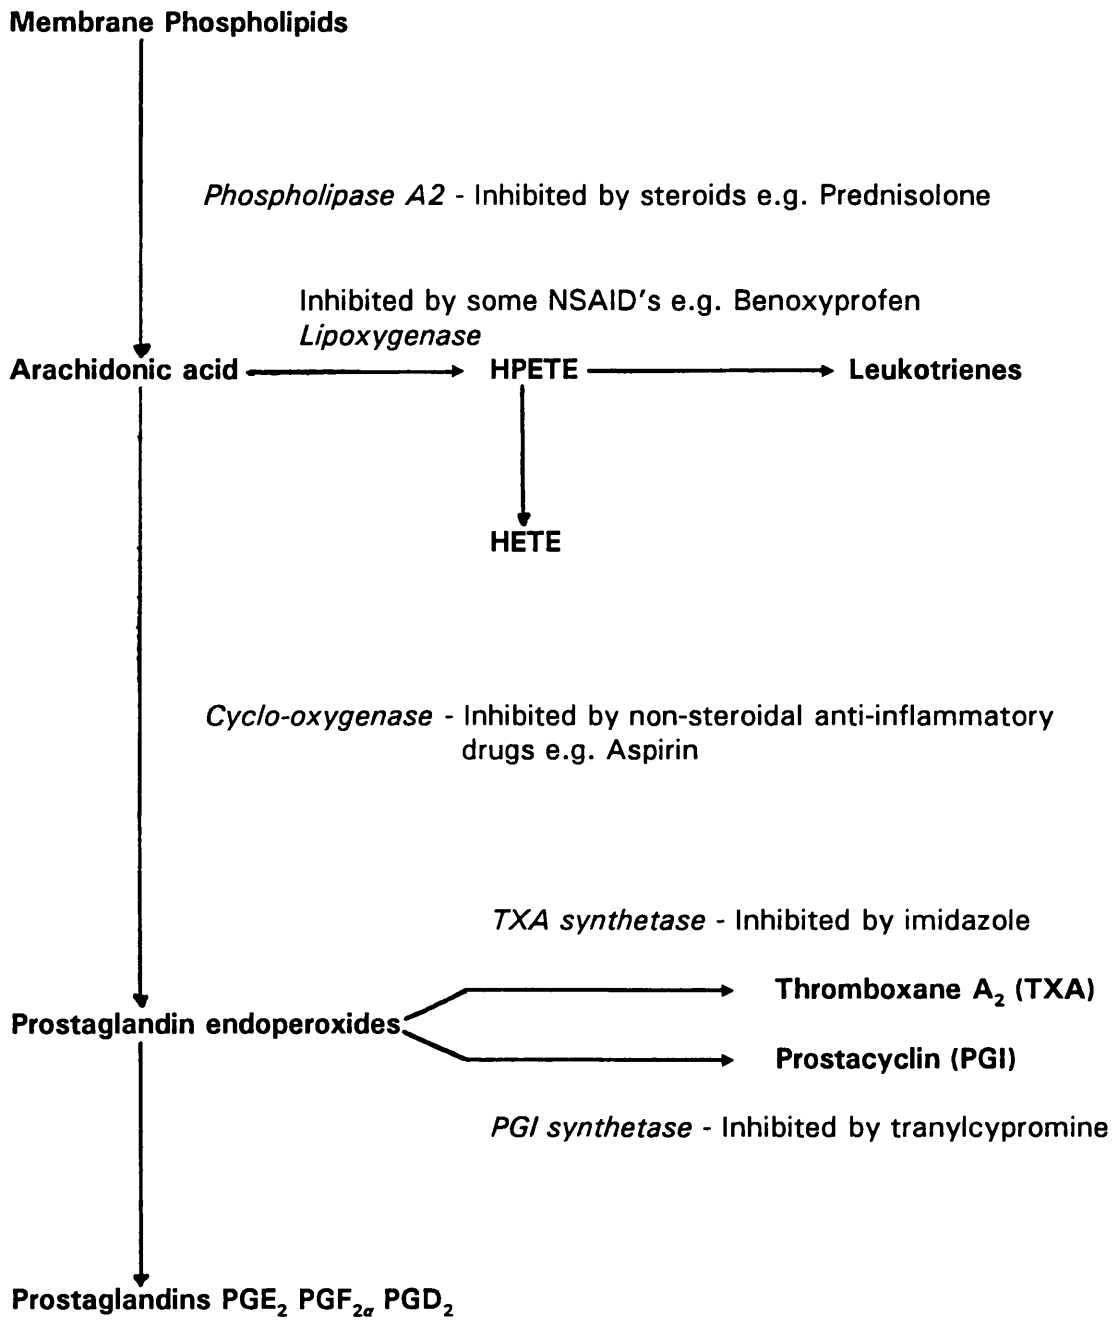 Membrane Phospholipids
Phospholipase A2 - Inhibited by steroids e.g. Prednisolone
Inhibited by some NSAID's e.g. Benoxyprofen
Lipoxygenase
Arachidonic acid HPETE Leukotrienes
HETE
Cyclo-oxygenase - Inhibited by non-steroidal anti-inflammatory
drugs e.g. Aspirin
TXA synthetase - Inhibited by imidazole
Thromboxane A₂ (TXA)
Prostaglandin endoperoxides
Prostacyclin (PGI)
PGI synthetase - Inhibited by tranylcypromine
Prostaglandins PGE₂ PGF₂α PGD₂